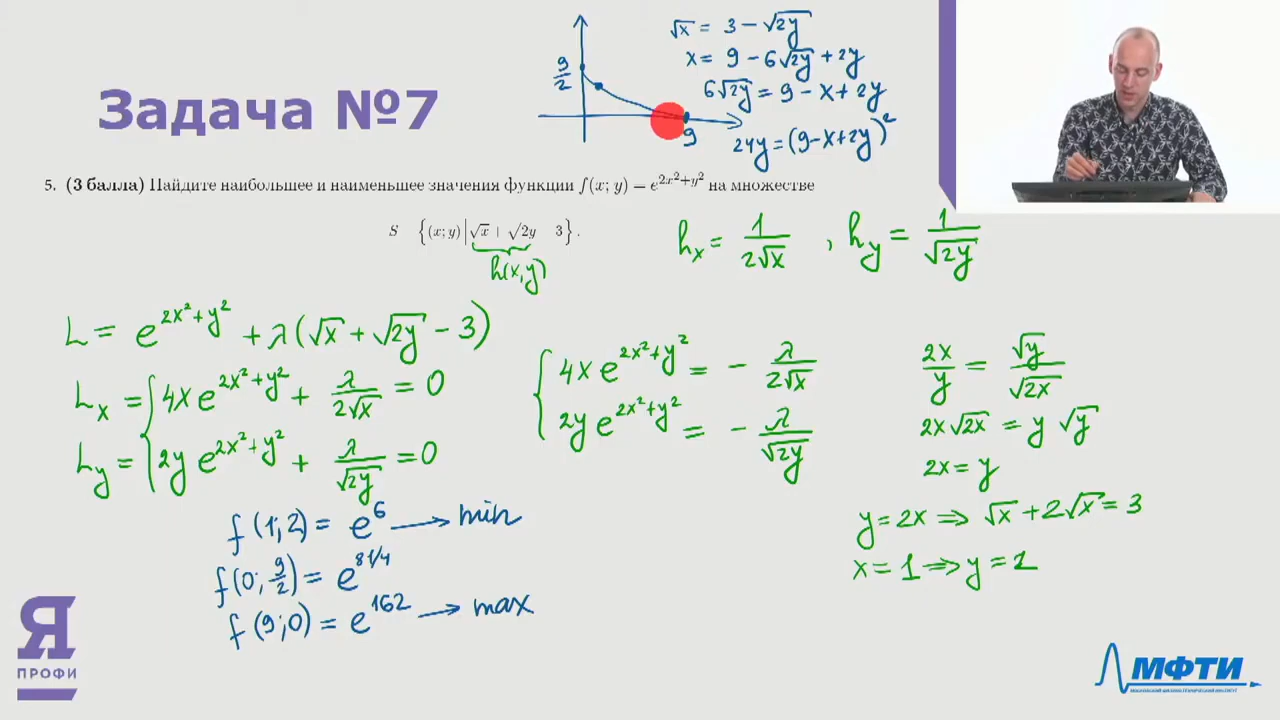 Задача №7
9/2
9
√x = 3 − √2y
x = 9 − 6√2y + 2y
6√2y = 9 − x + 2y
24y = (9−x+2y)²
5. (3 балла) Найдите наибольшее и наименьшее значения функции f(x; y) = e^{2x²+y²} на множестве
S = {(x; y) | √x + √2y = 3}.
h(x,y)
h_x = 1/(2√x) , h_y = 1/√2y
L = e^{2x²+y²} + λ(√x + √2y − 3)
L_x = { 4x e^{2x²+y²} + λ/(2√x) = 0
L_y = { 2y e^{2x²+y²} + λ/√2y = 0
{ 4x e^{2x²+y²} = − λ/(2√x)
2y e^{2x²+y²} = − λ/√2y
2x/y = √y/√2x
2x√2x = y√y
2x = y
y = 2x ⇒ √x + 2√x = 3
x = 1 ⇒ y = 2
f(1;2) = e⁶ → min
f(0; 9/2) = e^{81/4}
f(9;0) = e^{162} → max
Я
ПРОФИ
МФТИ